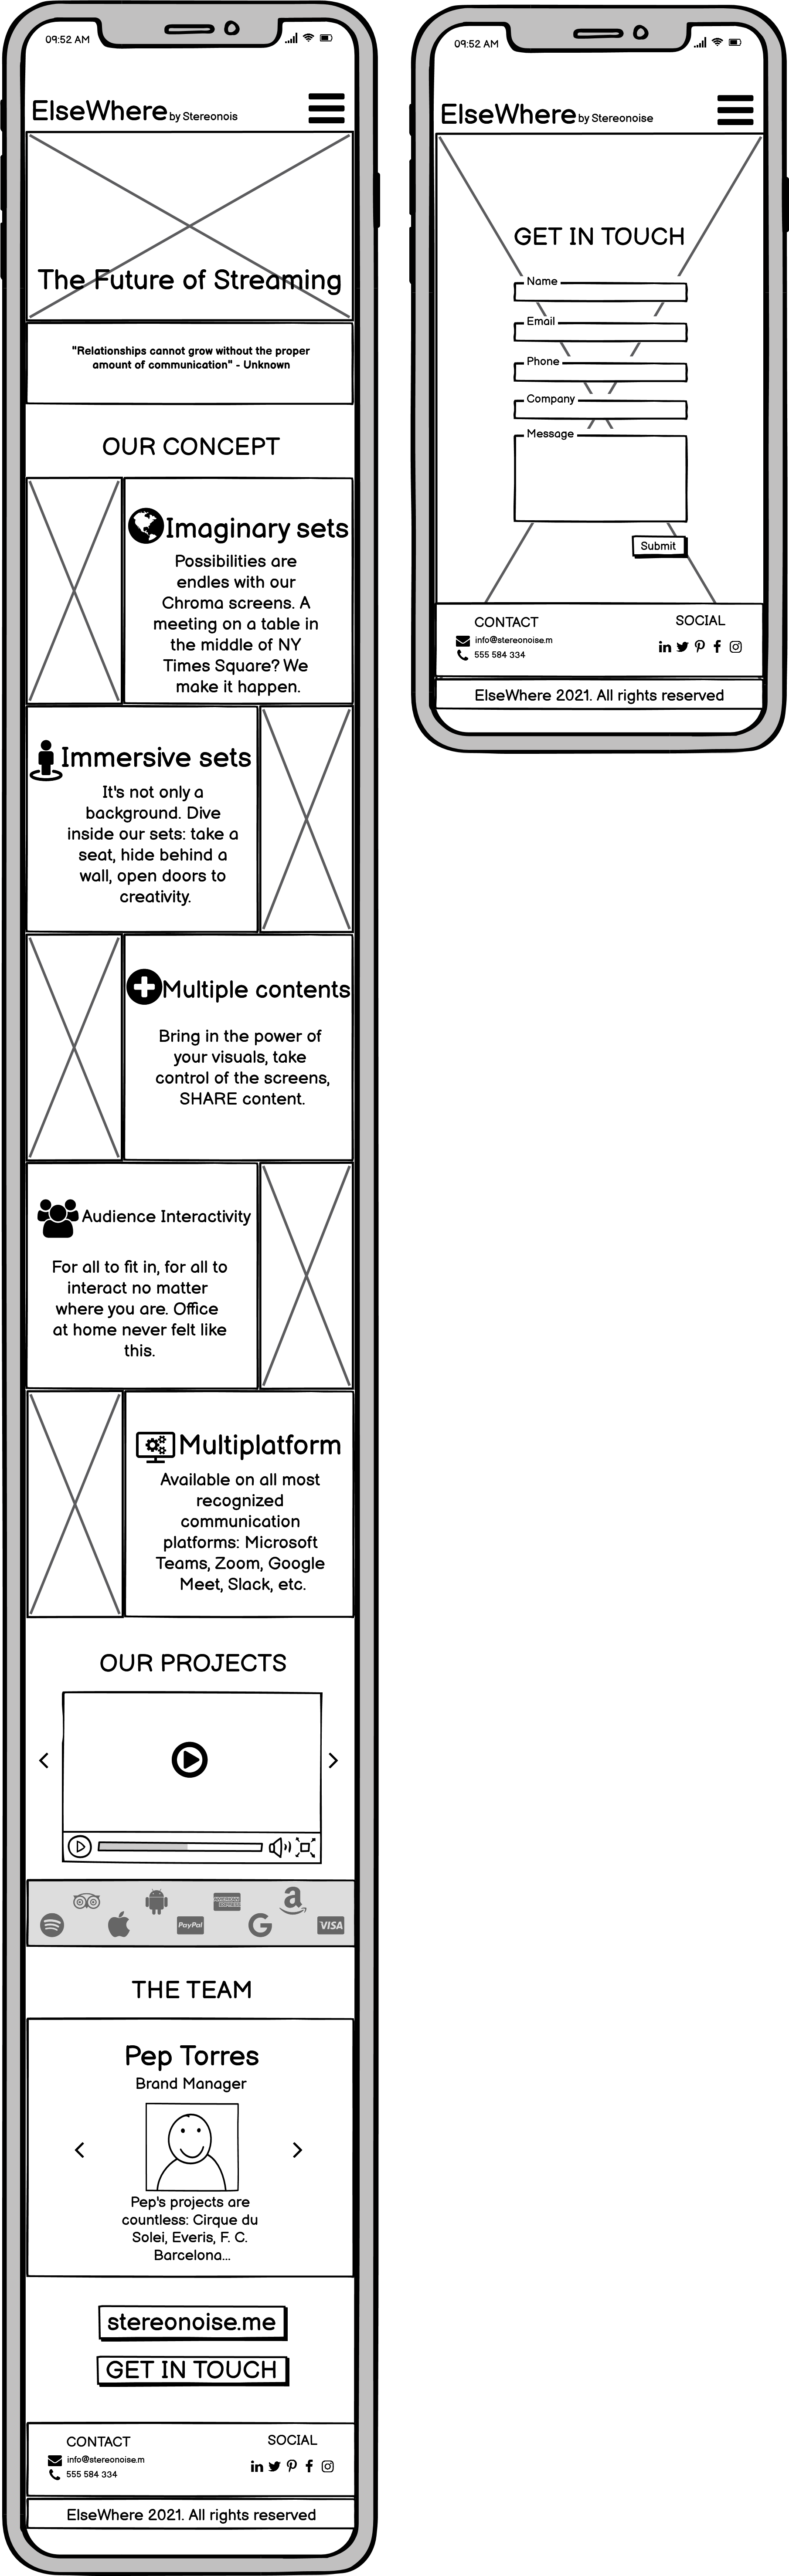 09:52 AM
ElseWhere by Stereonois
The Future of Streaming
"Relationships cannot grow without the proper
amount of communication" - Unknown
OUR CONCEPT
Imaginary sets
Possibilities are
endles with our
Chroma screens. A
meeting on a table in
the middle of NY
Times Square? We
make it happen.
Immersive sets
It's not only a
background. Dive
inside our sets: take a
seat, hide behind a
wall, open doors to
creativity.
Multiple contents
Bring in the power of
your visuals, take
control of the screens,
SHARE content.
Audience Interactivity
For all to fit in, for all to
interact no matter
where you are. Office
at home never felt like
this.
Multiplatform
Available on all most
recognized
communication
platforms: Microsoft
Teams, Zoom, Google
Meet, Slack, etc.
OUR PROJECTS
PayPal
VISA
THE TEAM
Pep Torres
Brand Manager
Pep's projects are
countless: Cirque du
Solei, Everis, F. C.
Barcelona...
stereonoise.me
GET IN TOUCH
CONTACT
info@stereonoise.m
555 584 334
SOCIAL
ElseWhere 2021. All rights reserved
09:52 AM
ElseWhere by Stereonoise
GET IN TOUCH
Name
Email
Phone
Company
Message
Submit
CONTACT
info@stereonoise.m
555 584 334
SOCIAL
ElseWhere 2021. All rights reserved